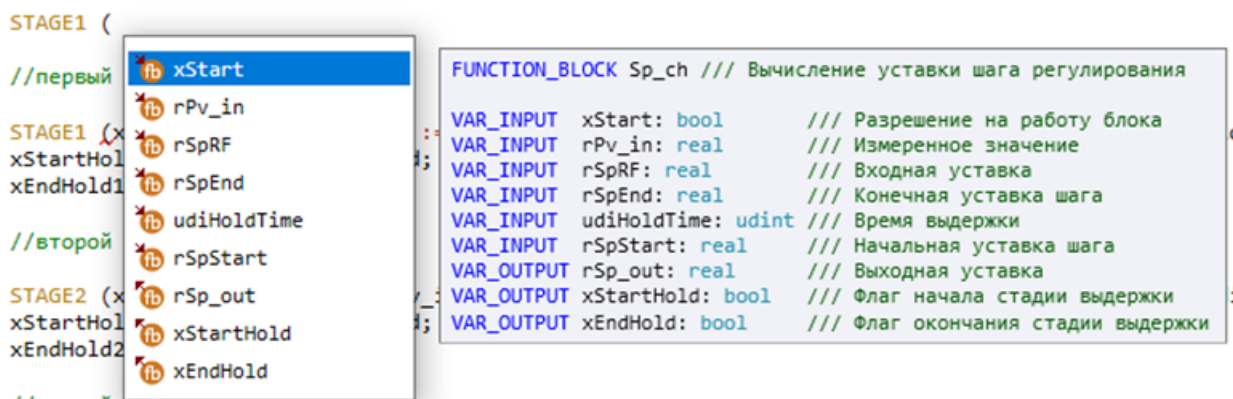 STAGE1 (
//первый
STAGE1 (x
xStartHol
xEndHold1
//второй
STAGE2 (x
xStartHol
xEndHold2
xStart
rPv_in
rSpRF
rSpEnd
udiHoldTime
rSpStart
rSp_out
xStartHold
xEndHold
FUNCTION_BLOCK Sp_ch /// Вычисление уставки шага регулирования
VAR_INPUT xStart: bool /// Разрешение на работу блока
VAR_INPUT rPv_in: real /// Измеренное значение
VAR_INPUT rSpRF: real /// Входная уставка
VAR_INPUT rSpEnd: real /// Конечная уставка шага
VAR_INPUT udiHoldTime: udint /// Время выдержки
VAR_INPUT rSpStart: real /// Начальная уставка шага
VAR_OUTPUT rSp_out: real /// Выходная уставка
VAR_OUTPUT xStartHold: bool /// Флаг начала стадии выдержки
VAR_OUTPUT xEndHold: bool /// Флаг окончания стадии выдержки